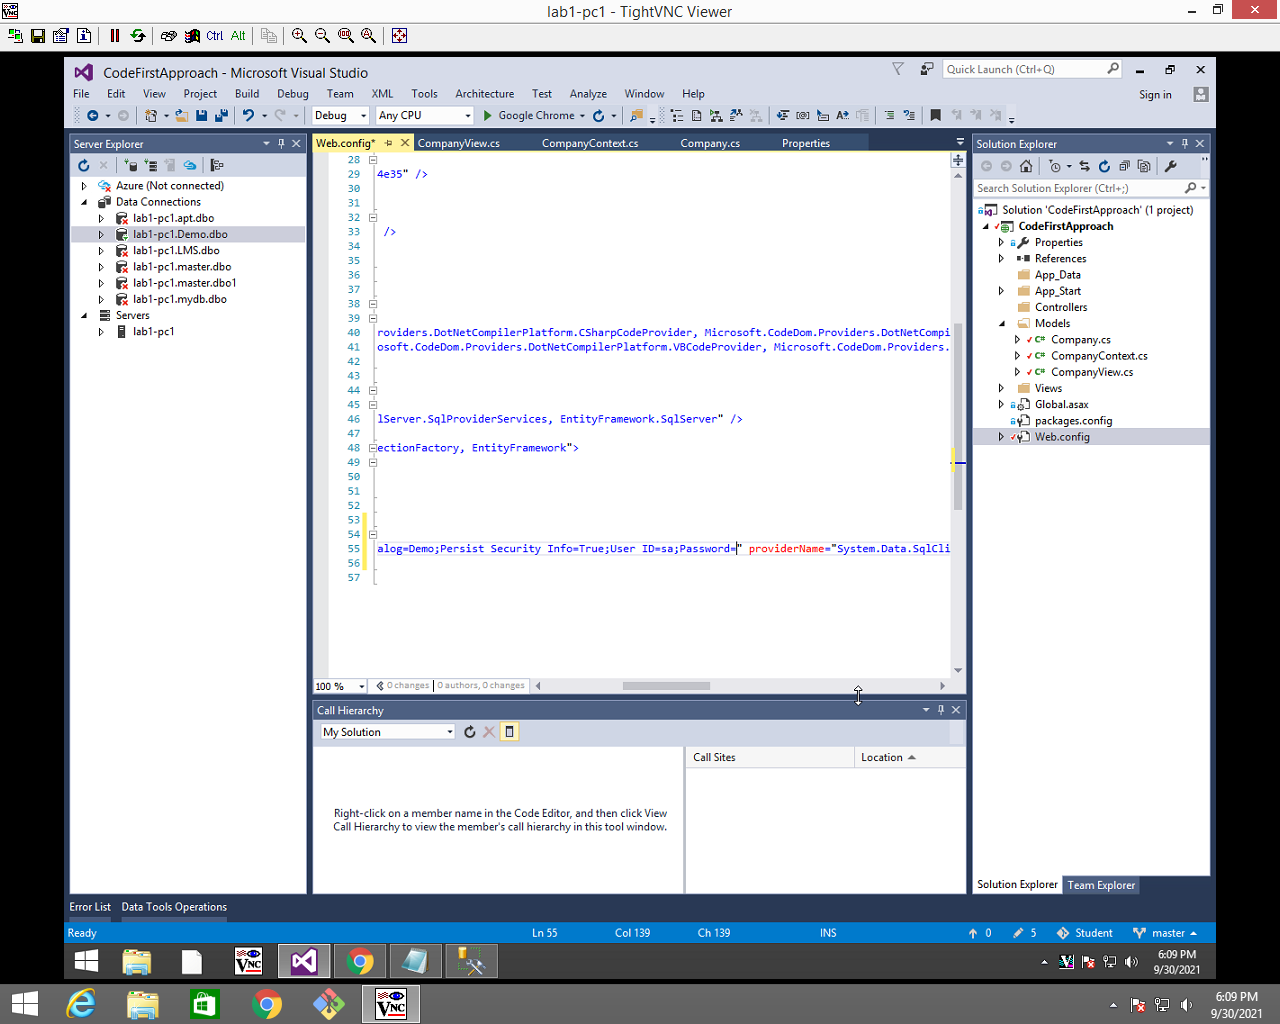 lab1-pc1 - TightVNC Viewer
Ctrl Alt
CodeFirstApproach - Microsoft Visual Studio
Quick Launch (Ctrl+Q)
File Edit View Project Build Debug Team XML Tools Architecture Test Analyze Window Help
Sign in
Debug Any CPU Google Chrome
Server Explorer
Azure (Not connected)
Data Connections
lab1-pc1.apt.dbo
lab1-pc1.Demo.dbo
lab1-pc1.LMS.dbo
lab1-pc1.master.dbo
lab1-pc1.master.dbo1
lab1-pc1.mydb.dbo
Servers
lab1-pc1
Web.config* CompanyView.cs CompanyContext.cs Company.cs Properties
28
29 4e35" />
30
31
32
33 />
34
35
36
37
38
39
40 roviders.DotNetCompilerPlatform.CSharpCodeProvider, Microsoft.CodeDom.Providers.DotNetCompi
41 osoft.CodeDom.Providers.DotNetCompilerPlatform.VBCodeProvider, Microsoft.CodeDom.Providers.
42
43
44
45
46 lServer.SqlProviderServices, EntityFramework.SqlServer" />
47
48 ectionFactory, EntityFramework">
49
50
51
52
53
54
55 alog=Demo;Persist Security Info=True;User ID=sa;Password=" providerName="System.Data.SqlCli
56
57
100 % 0 changes | 0 authors, 0 changes
Call Hierarchy
My Solution
Call Sites Location
Right-click on a member name in the Code Editor, and then click View
Call Hierarchy to view the member's call hierarchy in this tool window.
Solution Explorer
Search Solution Explorer (Ctrl+;)
Solution 'CodeFirstApproach' (1 project)
CodeFirstApproach
Properties
References
App_Data
App_Start
Controllers
Models
C# Company.cs
C# CompanyContext.cs
C# CompanyView.cs
Views
Global.asax
packages.config
Web.config
Solution Explorer Team Explorer
Error List Data Tools Operations
Ready Ln 55 Col 139 Ch 139 INS 0 5 Student master
6:09 PM
9/30/2021
6:09 PM
9/30/2021